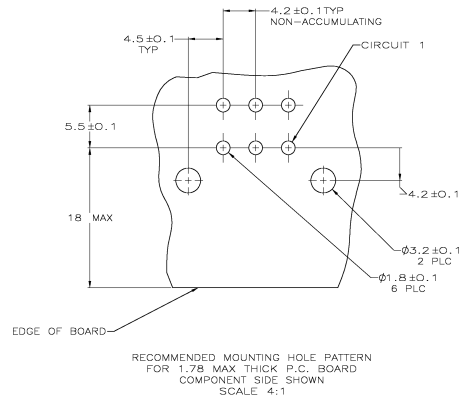 4.2±0.1 TYP
NON-ACCUMULATING
4.5±0.1
TYP
CIRCUIT 1
5.5±0.1
18 MAX
4.2±0.1
Ø3.2±0.1
2 PLC
Ø1.8±0.1
6 PLC
EDGE OF BOARD
RECOMMENDED MOUNTING HOLE PATTERN
FOR 1.78 MAX THICK P.C. BOARD
COMPONENT SIDE SHOWN
SCALE 4:1